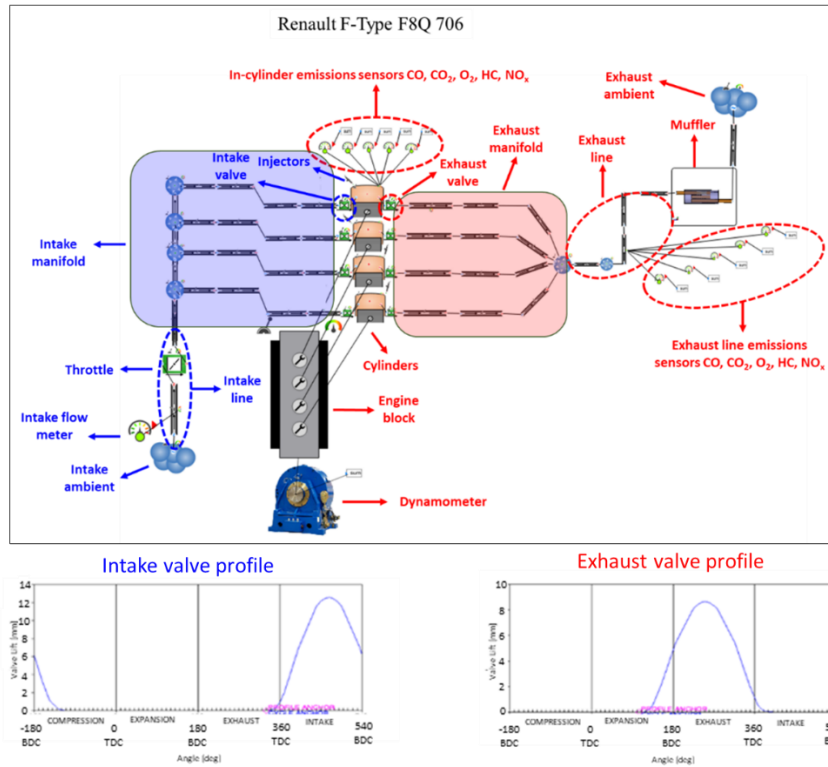 Renault F-Type F8Q 706
In-cylinder emissions sensors CO, CO₂, O₂, HC, NOₓ
Exhaust
ambient
Muffler
Exhaust
manifold
Exhaust
line
Intake
valve
Injectors
Exhaust
valve
Intake
manifold
Exhaust line emissions
sensors CO, CO₂, O₂, HC, NOₓ
Throttle
Intake
line
Cylinders
Engine
block
Intake flow
meter
Intake
ambient
Dynamometer
Intake valve profile
Exhaust valve profile
14
12
10
8
6
4
2
0
Valve Lift [mm]
COMPRESSION
EXPANSION
EXHAUST
INTAKE
-180
0
180
360
540
BDC
TDC
BDC
TDC
BDC
Angle [deg]
10
8
6
4
2
0
Valve Lift [mm]
COMPRESSION
EXPANSION
EXHAUST
INTAKE
-180
0
180
360
BDC
TDC
BDC
TDC
Angle [deg]